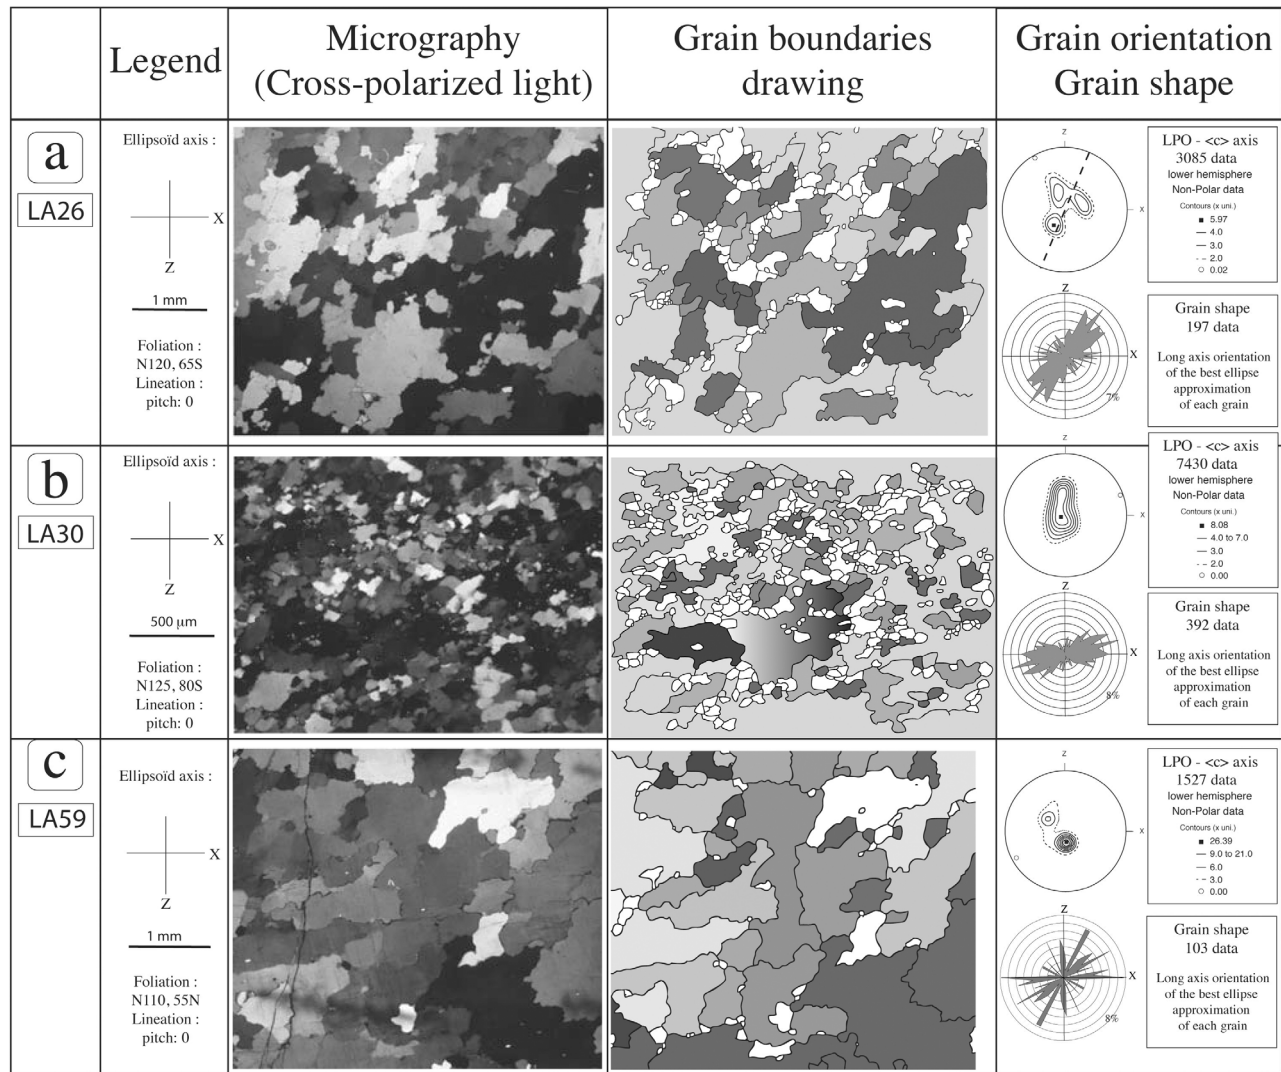 Legend
Micrography
(Cross-polarized light)
Grain boundaries
drawing
Grain orientation
Grain shape
a
LA26
Ellipsoïd axis :
X
Z
1 mm
Foliation :
N120, 65S
Lineation :
pitch: 0
z
x
LPO - <c> axis
3085 data
lower hemisphere
Non-Polar data
Contours (x uni.)
5.97
4.0
3.0
2.0
0.02
Z
X
7%
Grain shape
197 data
Long axis orientation
of the best ellipse
approximation
of each grain
b
LA30
Ellipsoïd axis :
X
Z
500 µm
Foliation :
N125, 80S
Lineation :
pitch: 0
z
x
LPO - <c> axis
7430 data
lower hemisphere
Non-Polar data
Contours (x uni.)
8.08
4.0 to 7.0
3.0
2.0
0.00
Z
X
8%
Grain shape
392 data
Long axis orientation
of the best ellipse
approximation
of each grain
c
LA59
Ellipsoïd axis :
X
Z
1 mm
Foliation :
N110, 55N
Lineation :
pitch: 0
z
x
LPO - <c> axis
1527 data
lower hemisphere
Non-Polar data
Contours (x uni.)
26.39
9.0 to 21.0
6.0
3.0
0.00
Z
X
8%
Grain shape
103 data
Long axis orientation
of the best ellipse
approximation
of each grain